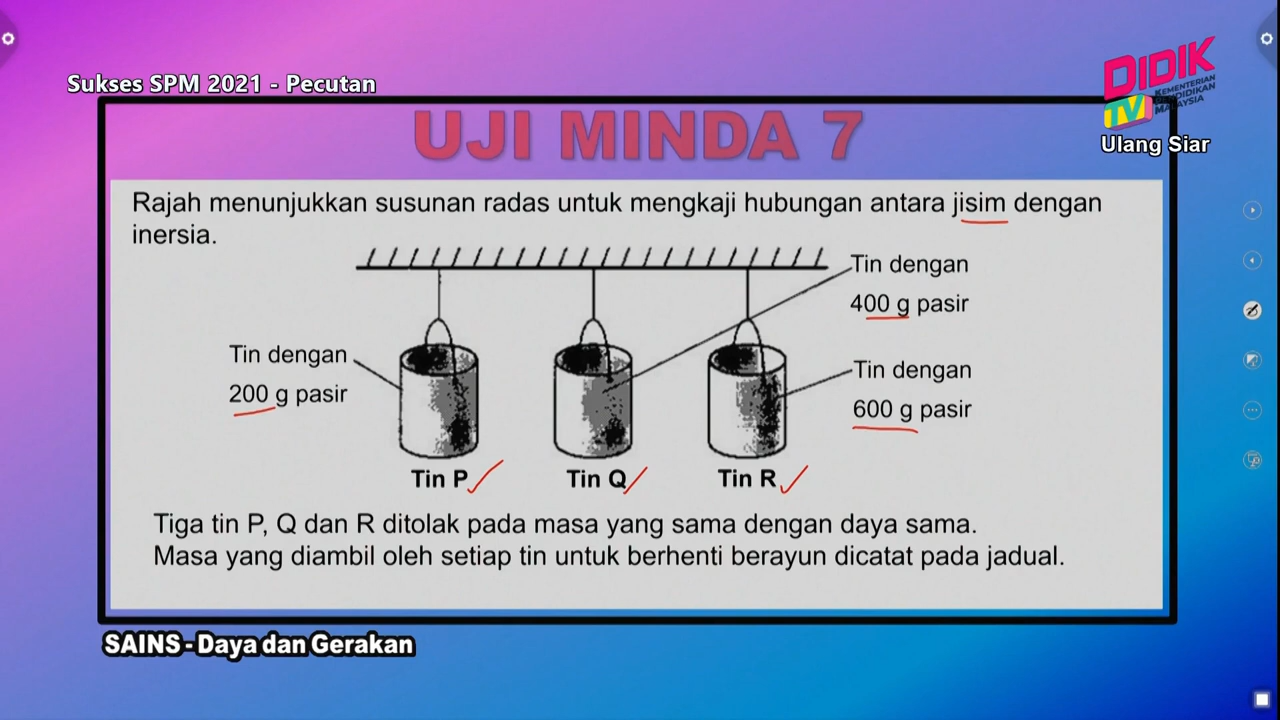 Sukses SPM 2021 - Pecutan
DIDIK
TV
KEMENTERIAN
PENDIDIKAN
MALAYSIA
Ulang Siar
UJI MINDA 7
Rajah menunjukkan susunan radas untuk mengkaji hubungan antara jisim dengan
inersia.
Tin dengan
400 g pasir
Tin dengan
200 g pasir
Tin dengan
600 g pasir
Tin P
Tin Q
Tin R
Tiga tin P, Q dan R ditolak pada masa yang sama dengan daya sama.
Masa yang diambil oleh setiap tin untuk berhenti berayun dicatat pada jadual.
SAINS - Daya dan Gerakan